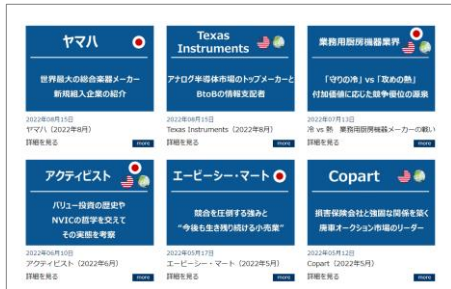 ヤマハ
世界最大の総合楽器メーカー
新規組入企業の紹介
2022年08月15日
ヤマハ（2022年8月）
詳細を見る
more
Texas
Instruments
アナログ半導体市場のトップメーカーと
BtoBの情報支配者
2022年08月15日
Texas Instruments（2022年8月）
詳細を見る
more
業務用厨房機器業界
「守りの冷」vs「攻めの熱」
付加価値に応じた競争優位の源泉
2022年07月13日
冷 vs 熱　業務用厨房機器メーカーの戦い
詳細を見る
more
アクティビスト
バリュー投資の歴史や
NVICの哲学を交えて
その実態を考察
2022年06月10日
アクティビスト（2022年6月）
詳細を見る
more
エービーシー・マート
競合を圧倒する強みと
“今後も生き残り続ける小売業”
2022年05月17日
エービーシー・マート（2022年5月）
詳細を見る
more
Copart
損害保険会社と強固な関係を築く
廃車オークション市場のリーダー
2022年05月12日
Copart（2022年5月）
詳細を見る
more